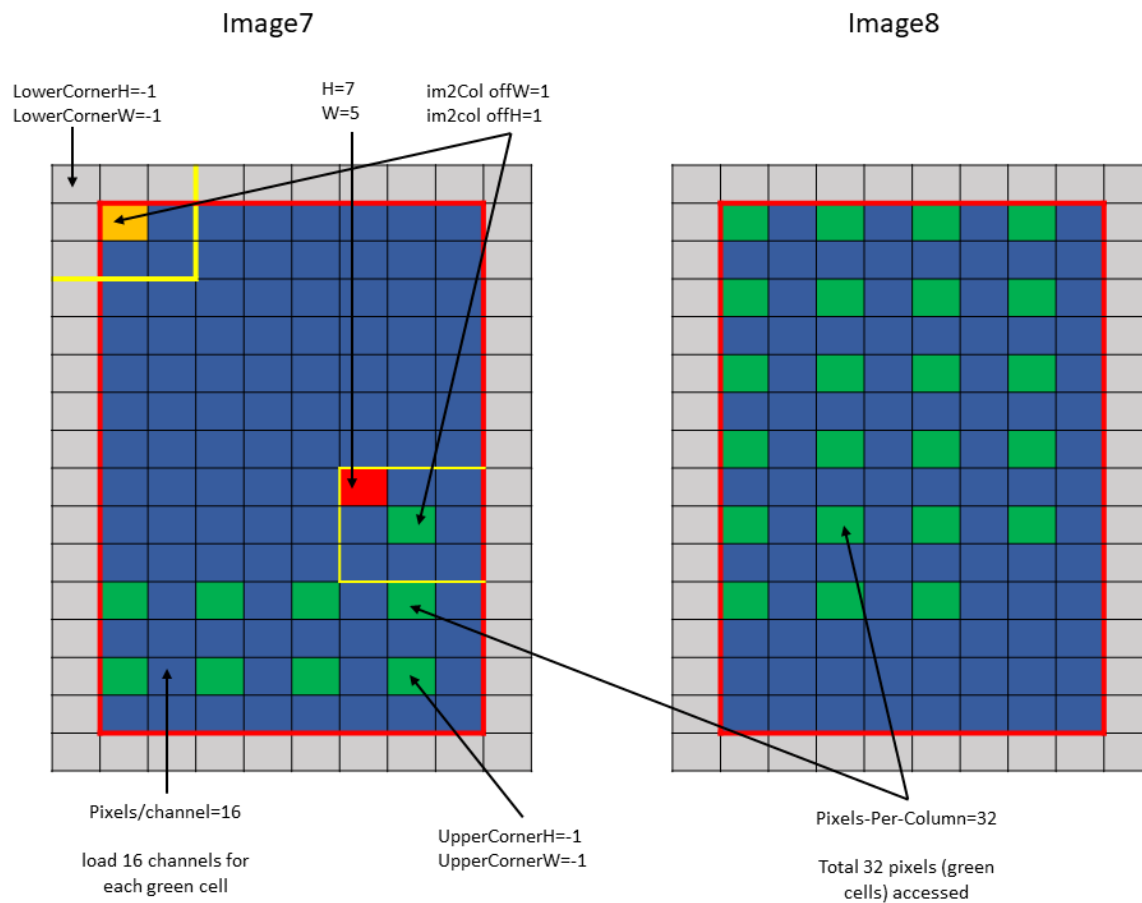 Image7
Image8
LowerCornerH=-1
LowerCornerW=-1
H=7
W=5
im2Col offW=1
im2col offH=1
Pixels/channel=16
load 16 channels for
each green cell
UpperCornerH=-1
UpperCornerW=-1
Pixels-Per-Column=32
Total 32 pixels (green
cells) accessed